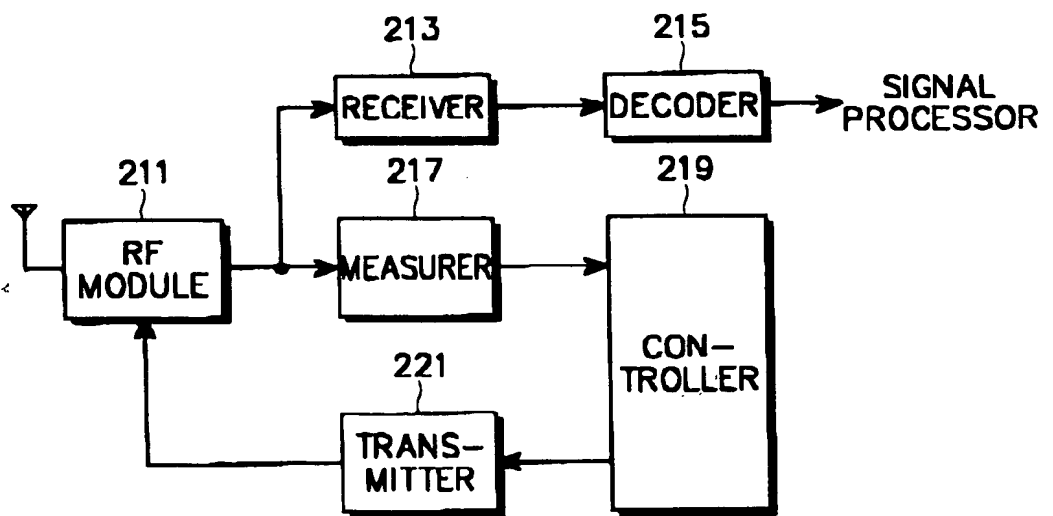 213
215
RECEIVER
DECODER
SIGNAL
PROCESSOR
211
217
219
RF
MODULE
MEASURER
CON-
TROLLER
221
TRANS-
MITTER